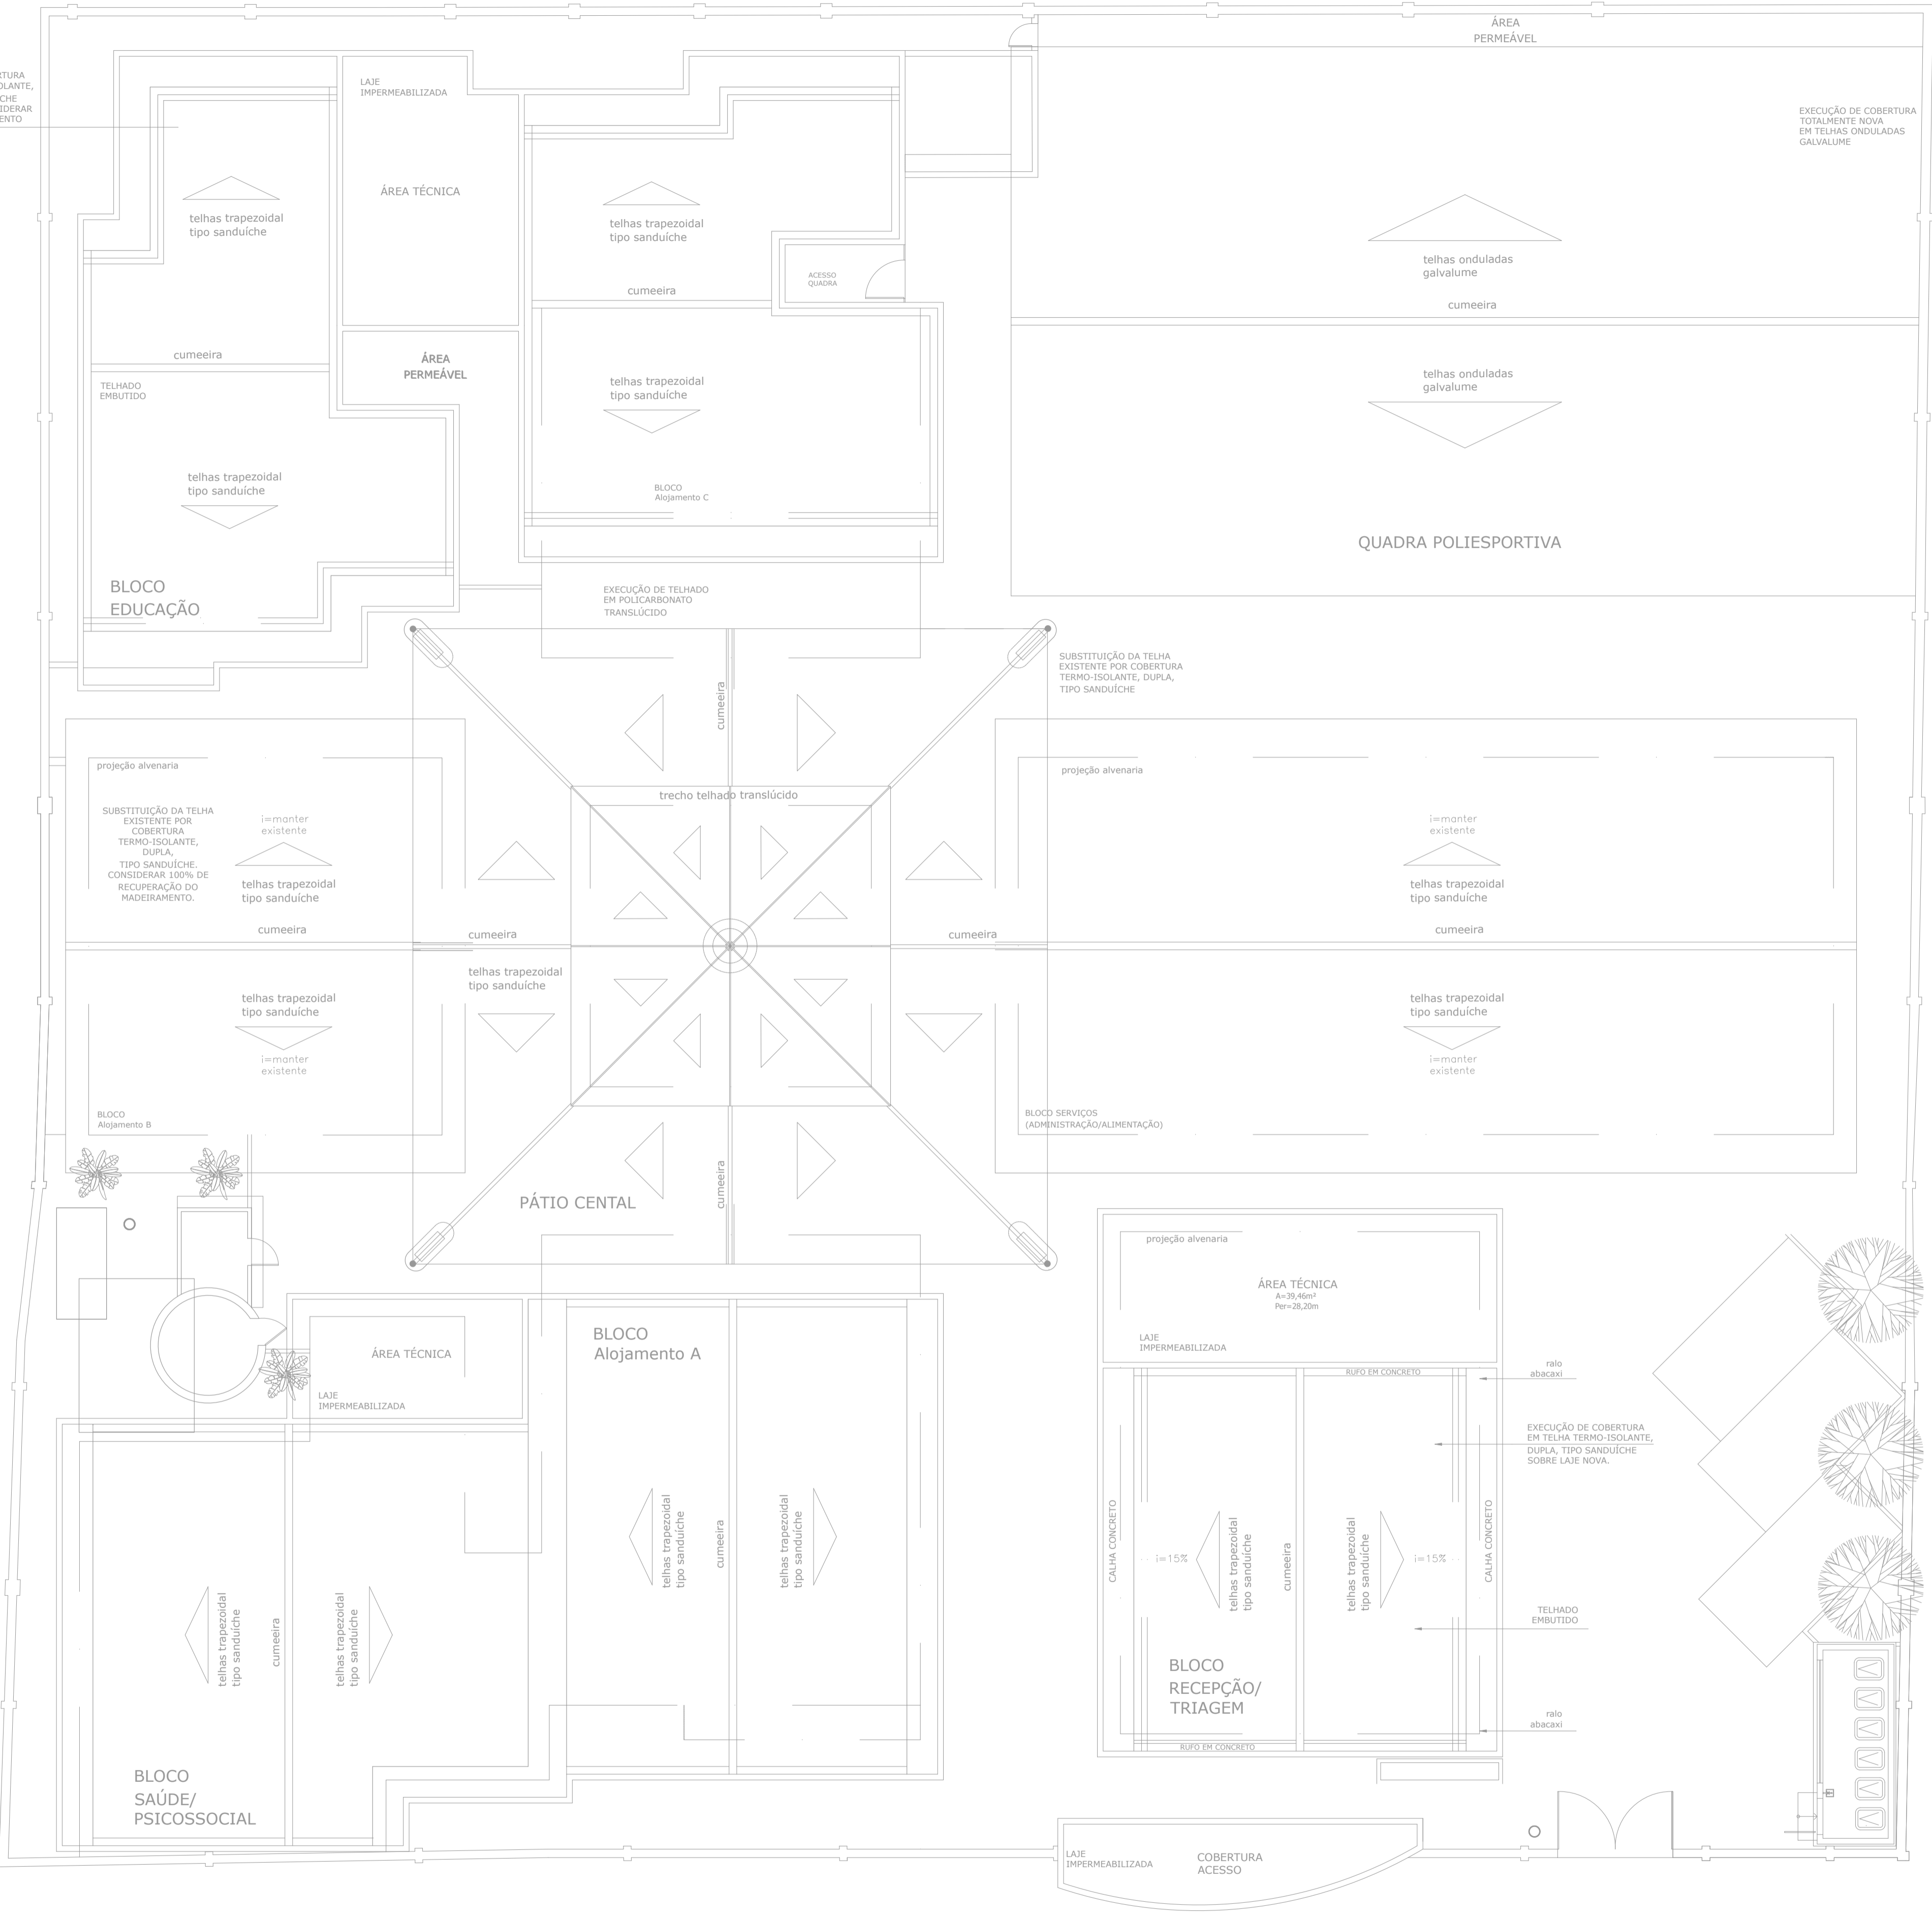 ÁREA
PERMEÁVEL
RTURA
OLANTE,
CHE
IDERAR
ENTO
LAJE
IMPERMEABILIZADA
EXECUÇÃO DE COBERTURA
TOTALMENTE NOVA
EM TELHAS ONDULADAS
GALVALUME
ÁREA TÉCNICA
telhas trapezoidal
tipo sanduíche
telhas trapezoidal
tipo sanduíche
telhas onduladas
galvalume
ACESSO
QUADRA
cumeeira
cumeeira
cumeeira
ÁREA
PERMEÁVEL
TELHADO
EMBUTIDO
telhas trapezoidal
tipo sanduíche
telhas onduladas
galvalume
telhas trapezoidal
tipo sanduíche
BLOCO
Alojamento C
QUADRA POLIESPORTIVA
BLOCO
EDUCAÇÃO
EXECUÇÃO DE TELHADO
EM POLICARBONATO
TRANSLÚCIDO
SUBSTITUIÇÃO DA TELHA
EXISTENTE POR COBERTURA
TERMO-ISOLANTE, DUPLA,
TIPO SANDUÍCHE
cumeeira
projeção alvenaria
projeção alvenaria
trecho telhado translúcido
SUBSTITUIÇÃO DA TELHA
EXISTENTE POR
COBERTURA
TERMO-ISOLANTE,
DUPLA,
TIPO SANDUÍCHE.
CONSIDERAR 100% DE
RECUPERAÇÃO DO
MADEIRAMENTO.
i=manter
existente
telhas trapezoidal
tipo sanduíche
i=manter
existente
telhas trapezoidal
tipo sanduíche
cumeeira
cumeeira
cumeeira
cumeeira
telhas trapezoidal
tipo sanduíche
telhas trapezoidal
tipo sanduíche
i=manter
existente
telhas trapezoidal
tipo sanduíche
i=manter
existente
BLOCO
Alojamento B
BLOCO SERVIÇOS
(ADMINISTRAÇÃO/ALIMENTAÇÃO)
cumeeira
PÁTIO CENTAL
projeção alvenaria
ÁREA TÉCNICA
A=39,46m²
Per=28,20m
LAJE
IMPERMEABILIZADA
BLOCO
Alojamento A
ÁREA TÉCNICA
LAJE
IMPERMEABILIZADA
RUFO EM CONCRETO
ralo
abacaxi
EXECUÇÃO DE COBERTURA
EM TELHA TERMO-ISOLANTE,
DUPLA, TIPO SANDUÍCHE
SOBRE LAJE NOVA.
telhas trapezoidal
tipo sanduíche
cumeeira
telhas trapezoidal
tipo sanduíche
CALHA CONCRETO
i=15%
telhas trapezoidal
tipo sanduíche
cumeeira
telhas trapezoidal
tipo sanduíche
i=15%
CALHA CONCRETO
telhas trapezoidal
tipo sanduíche
cumeeira
telhas trapezoidal
tipo sanduíche
TELHADO
EMBUTIDO
BLOCO
RECEPÇÃO/
TRIAGEM
ralo
abacaxi
RUFO EM CONCRETO
BLOCO
SAÚDE/
PSICOSSOCIAL
LAJE
IMPERMEABILIZADA
COBERTURA
ACESSO